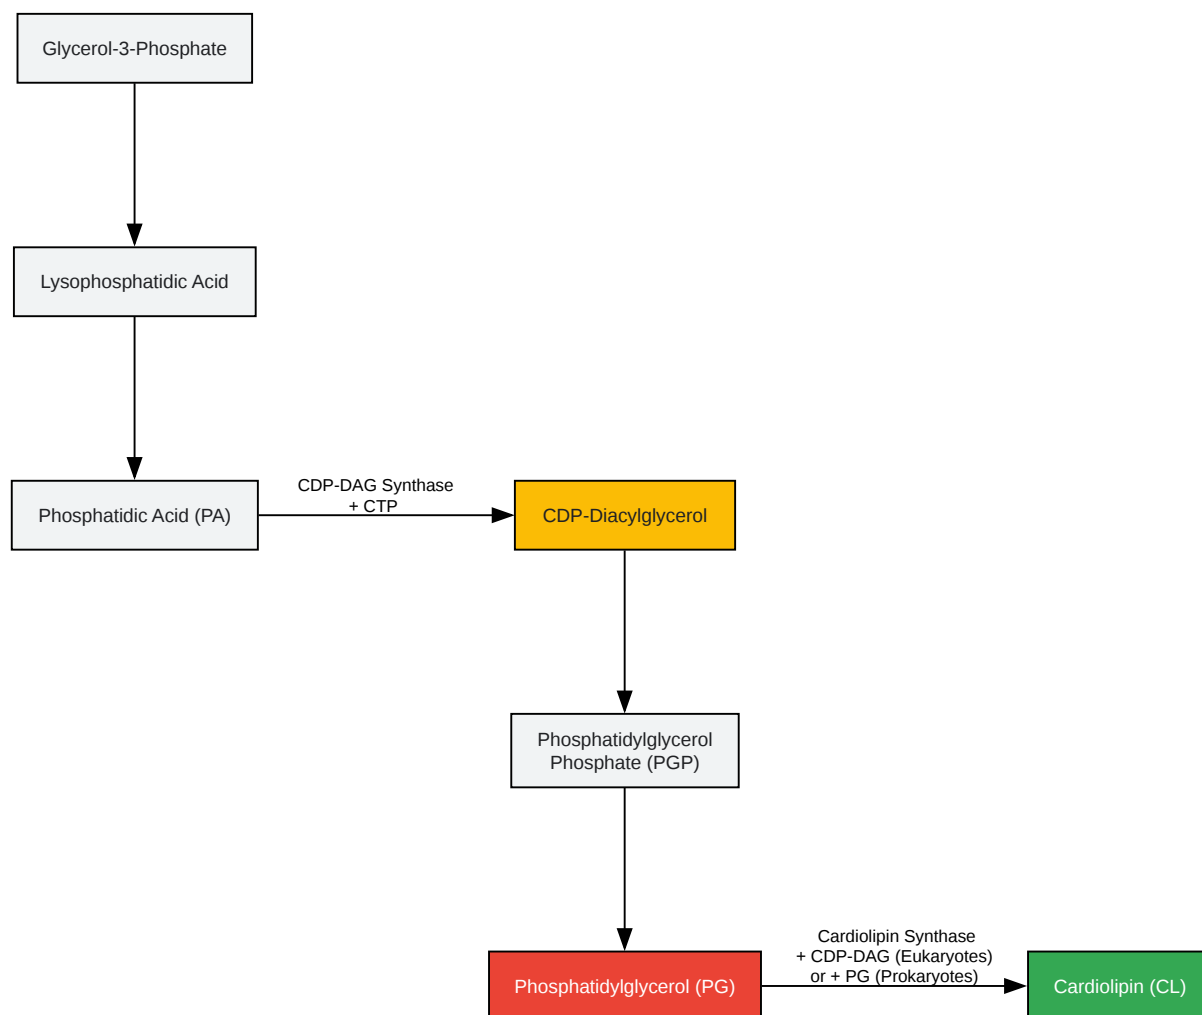 Glycerol-3-Phosphate
Lysophosphatidic Acid
Phosphatidic Acid (PA)
CDP-DAG Synthase
+ CTP
CDP-Diacylglycerol
Phosphatidylglycerol
Phosphate (PGP)
Phosphatidylglycerol (PG)
Cardiolipin Synthase
+ CDP-DAG (Eukaryotes)
or + PG (Prokaryotes)
Cardiolipin (CL)